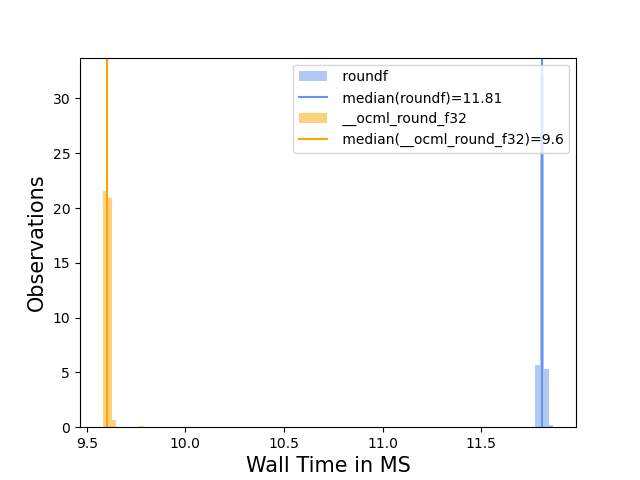 30
25
20
15
10
5
0
Observations
roundf
median(roundf)=11.81
__ocml_round_f32
median(__ocml_round_f32)=9.6
9.5 10.0 10.5 11.0 11.5
Wall Time in MS